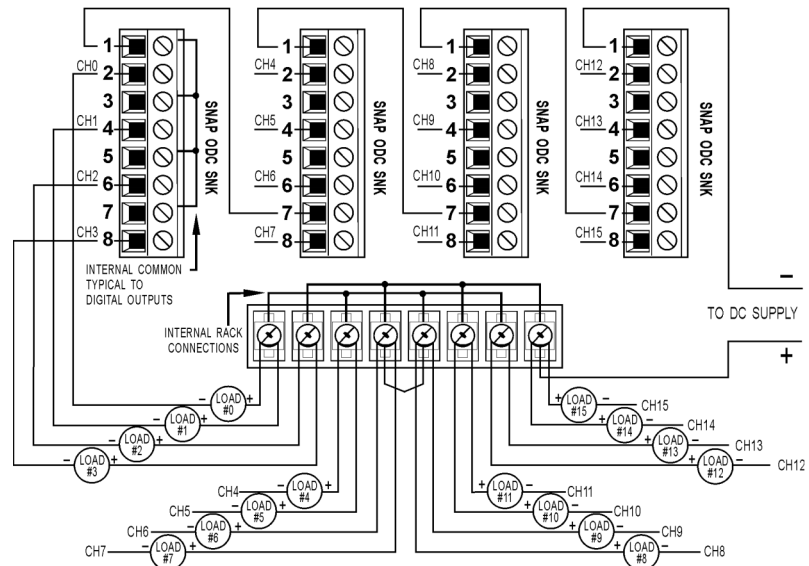 1
CH0
2
3
CH1
4
5
CH2
6
7
CH3
8
SNAP ODC SNK
INTERNAL COMMON
TYPICAL TO
DIGITAL OUTPUTS
1
CH4
2
3
CH5
4
5
CH6
6
7
CH7
8
SNAP ODC SNK
1
CH8
2
3
CH9
4
5
CH10
6
7
CH11
8
SNAP ODC SNK
1
CH12
2
3
CH13
4
5
CH14
6
7
CH15
8
SNAP ODC SNK
−
TO DC SUPPLY
+
INTERNAL RACK
CONNECTIONS
− LOAD #0 +
− LOAD #1 +
− LOAD #2 +
− LOAD #3 +
CH4 − LOAD #4 +
CH5 − LOAD #5 +
CH6 − LOAD #6 +
CH7 − LOAD #7 +
+ LOAD #15 − CH15
+ LOAD #14 − CH14
+ LOAD #13 − CH13
+ LOAD #12 − CH12
+ LOAD #11 − CH11
+ LOAD #10 − CH10
+ LOAD #9 − CH9
+ LOAD #8 − CH8